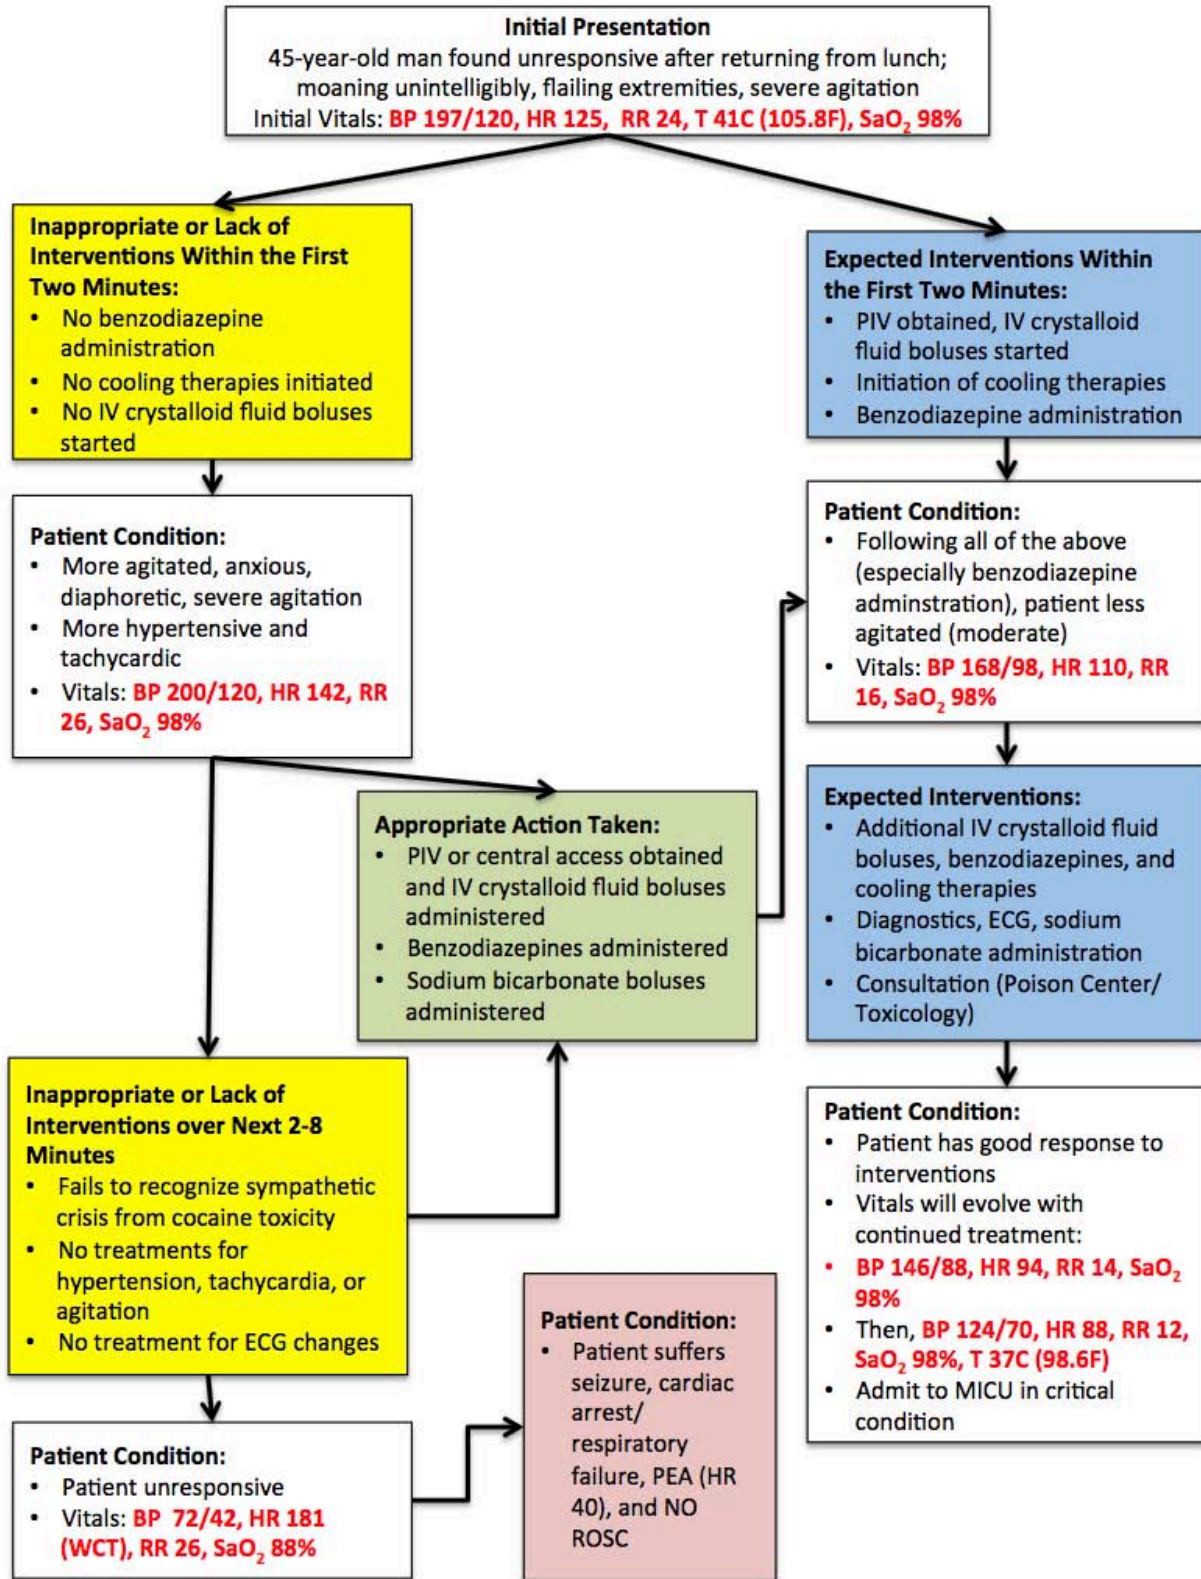 Initial Presentation
45-year-old man found unresponsive after returning from lunch;
moaning unintelligibly, flailing extremities, severe agitation
Initial Vitals: BP 197/120, HR 125, RR 24, T 41C (105.8F), SaO2 98%
Inappropriate or Lack of
Interventions Within the First
Two Minutes:
• No benzodiazepine
administration
• No cooling therapies initiated
• No IV crystalloid fluid boluses
started
Expected Interventions Within
the First Two Minutes:
• PIV obtained, IV crystalloid
fluid boluses started
• Initiation of cooling therapies
• Benzodiazepine administration
Patient Condition:
• More agitated, anxious,
diaphoretic, severe agitation
• More hypertensive and
tachycardic
• Vitals: BP 200/120, HR 142, RR
26, SaO2 98%
Patient Condition:
• Following all of the above
(especially benzodiazepine
adminstration), patient less
agitated (moderate)
• Vitals: BP 168/98, HR 110, RR
16, SaO2 98%
Appropriate Action Taken:
• PIV or central access obtained
and IV crystalloid fluid boluses
administered
• Benzodiazepines administered
• Sodium bicarbonate boluses
administered
Expected Interventions:
• Additional IV crystalloid fluid
boluses, benzodiazepines, and
cooling therapies
• Diagnostics, ECG, sodium
bicarbonate administration
• Consultation (Poison Center/
Toxicology)
Inappropriate or Lack of
Interventions over Next 2-8
Minutes
• Fails to recognize sympathetic
crisis from cocaine toxicity
• No treatments for
hypertension, tachycardia, or
agitation
• No treatment for ECG changes
Patient Condition:
• Patient has good response to
interventions
• Vitals will evolve with
continued treatment:
• BP 146/88, HR 94, RR 14, SaO2
98%
• Then, BP 124/70, HR 88, RR 12,
SaO2 98%, T 37C (98.6F)
• Admit to MICU in critical
condition
Patient Condition:
• Patient suffers
seizure, cardiac
arrest/
respiratory
failure, PEA (HR
40), and NO
ROSC
Patient Condition:
• Patient unresponsive
• Vitals: BP 72/42, HR 181
(WCT), RR 26, SaO2 88%